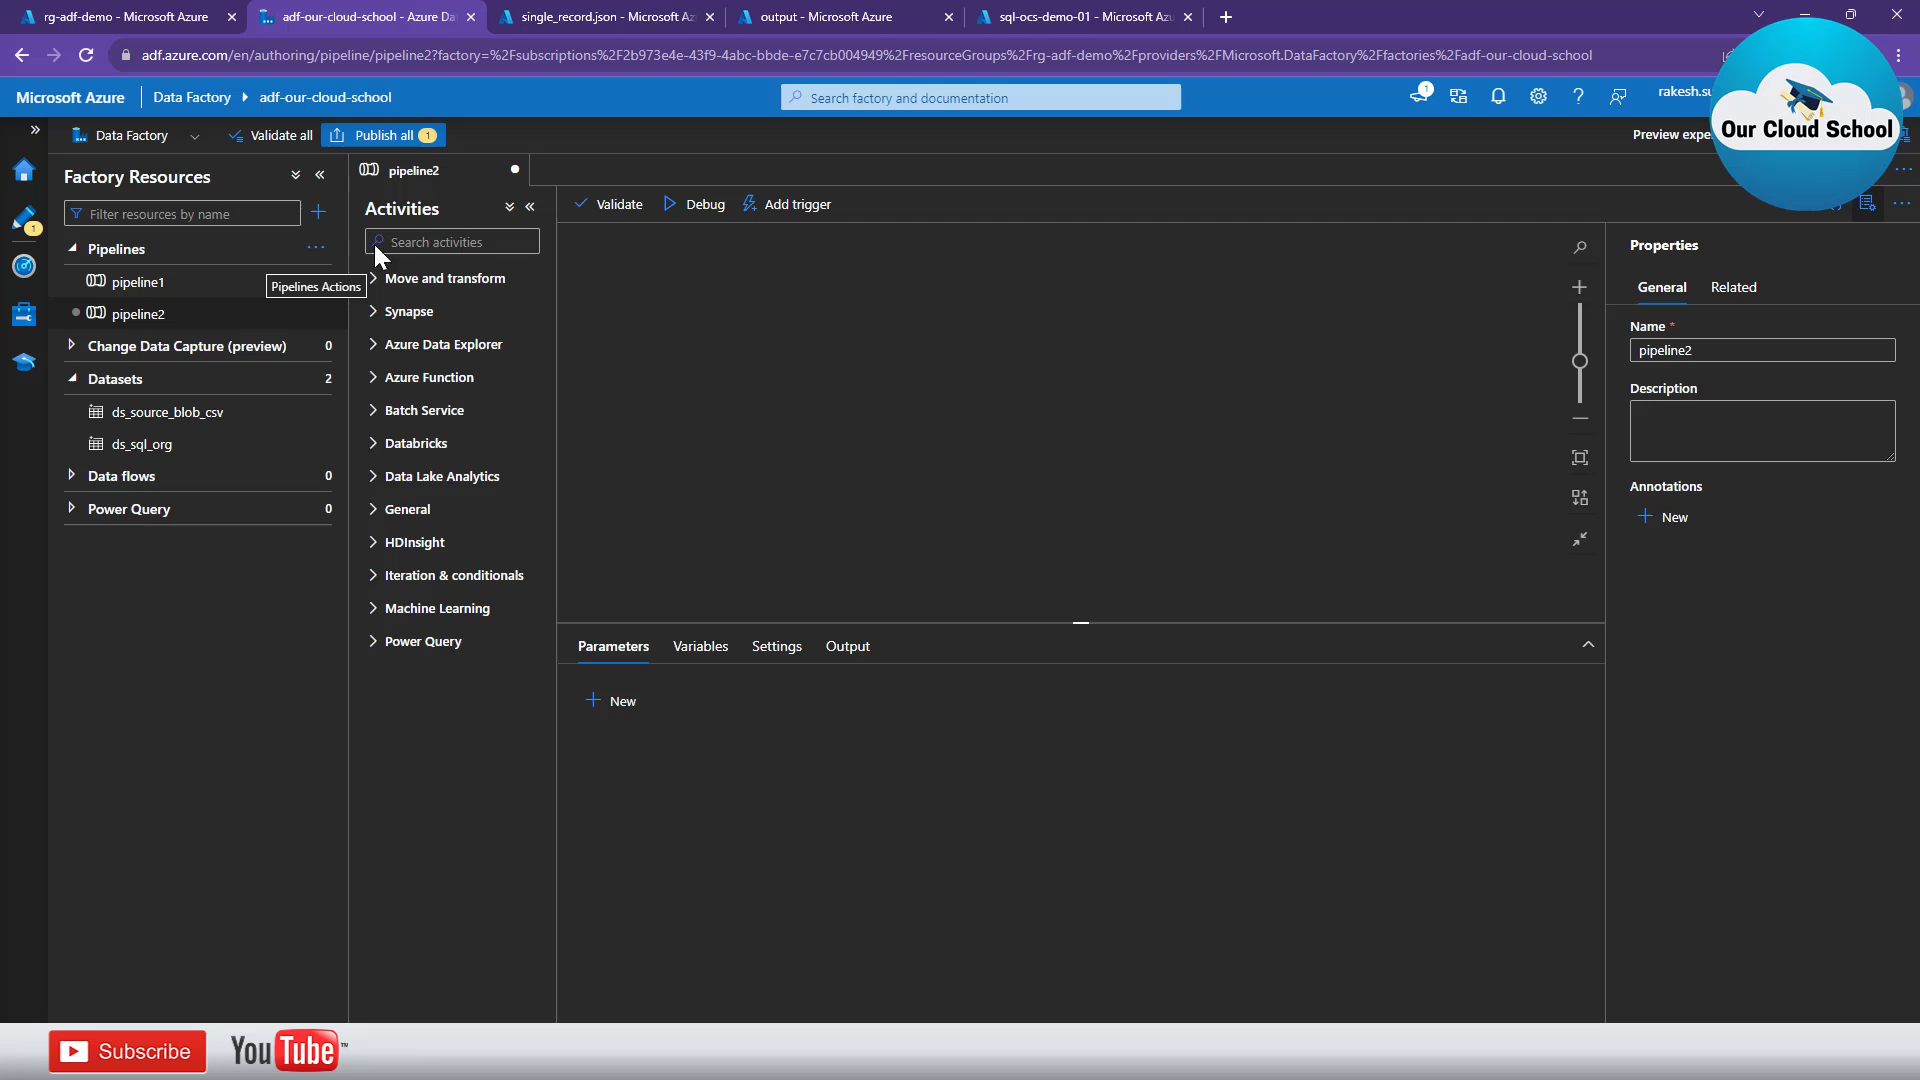 rg-adf-demo - Microsoft Azure
adf-our-cloud-school - Azure Da
single_record.json - Microsoft Az
output - Microsoft Azure
sql-ocs-demo-01 - Microsoft Azu
adf.azure.com/en/authoring/pipeline/pipeline2?factory=%2Fsubscriptions%2F2b973e4e-43f9-4abc-bbde-e7c7cb004949%2FresourceGroups%2Frg-adf-demo%2Fproviders%2FMicrosoft.DataFactory%2Ffactories%2Fadf-our-cloud-school
Microsoft Azure
Data Factory
adf-our-cloud-school
Search factory and documentation
1
rakesh.su
Our Cloud School
Data Factory
Validate all
Publish all
1
Preview expe
Factory Resources
Filter resources by name
1
Pipelines
pipeline1
Pipelines Actions
pipeline2
Change Data Capture (preview)
0
Datasets
2
ds_source_blob_csv
ds_sql_org
Data flows
0
Power Query
0
pipeline2
Activities
Search activities
Move and transform
Synapse
Azure Data Explorer
Azure Function
Batch Service
Databricks
Data Lake Analytics
General
HDInsight
Iteration & conditionals
Machine Learning
Power Query
Validate
Debug
Add trigger
Parameters
Variables
Settings
Output
New
Properties
General
Related
Name *
pipeline2
Description
Annotations
New
Subscribe
YouTube
TM